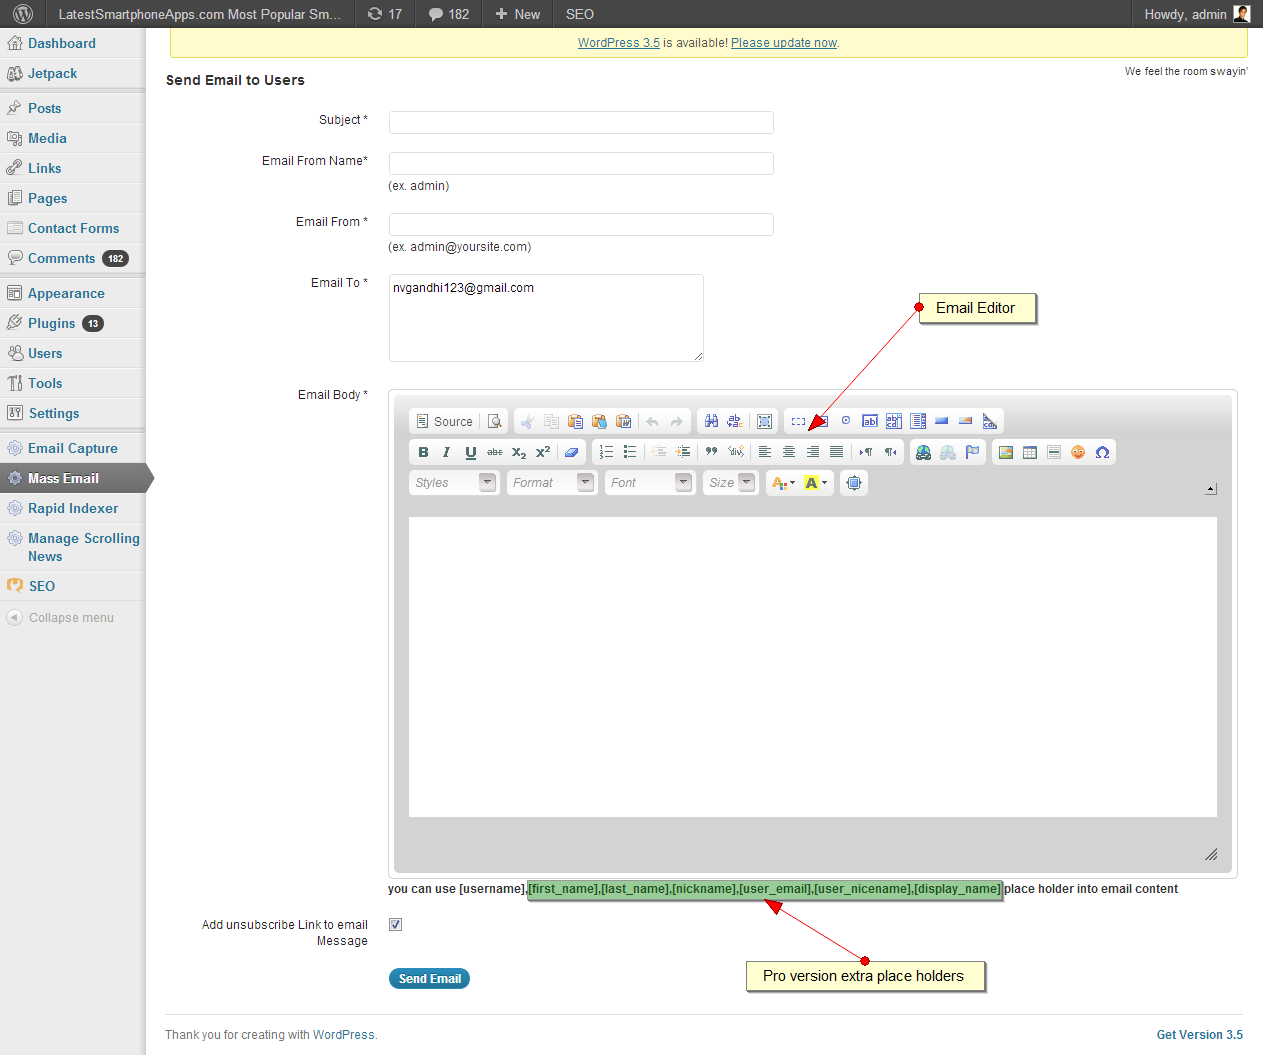 LatestSmartphoneApps.com Most Popular Sm... 17 182 + New SEO Howdy, admin
WordPress 3.5 is available! Please update now.
We feel the room swayin'
Dashboard
Jetpack
Posts
Media
Links
Pages
Contact Forms
Comments 182
Appearance
Plugins 13
Users
Tools
Settings
Email Capture
Mass Email
Rapid Indexer
Manage Scrolling
News
SEO
Collapse menu
Send Email to Users
Subject *
Email From Name*
(ex. admin)
Email From *
(ex. admin@yoursite.com)
Email To *
nvgandhi123@gmail.com
Email Editor
Email Body *
Source
B I U abc X2 X2
Styles Format Font Size A A
you can use [username],[first_name],[last_name],[nickname],[user_email],[user_nicename],[display_name] place holder into email content
Add unsubscribe Link to email
Message
Pro version extra place holders
Send Email
Thank you for creating with WordPress.
Get Version 3.5